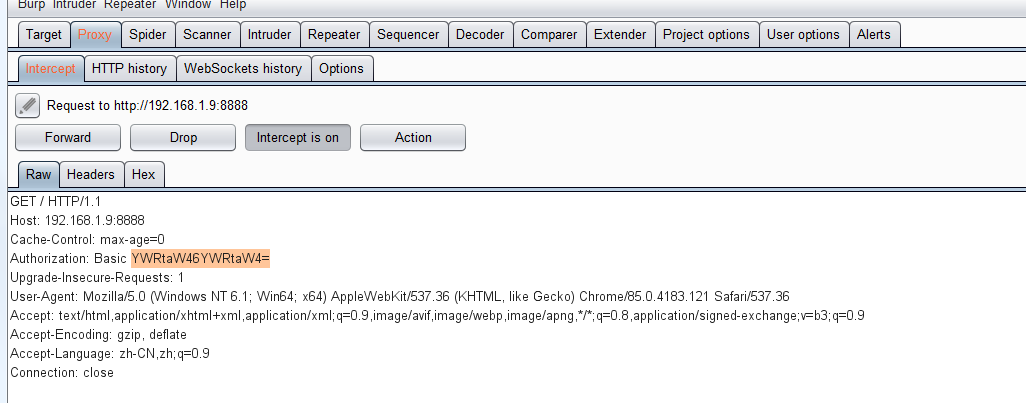 Burp Intruder Repeater Window Help
Target Proxy Spider Scanner Intruder Repeater Sequencer Decoder Comparer Extender Project options User options Alerts
Intercept HTTP history WebSockets history Options
Request to http://192.168.1.9:8888
Forward Drop Intercept is on Action
Raw Headers Hex
GET / HTTP/1.1
Host: 192.168.1.9:8888
Cache-Control: max-age=0
Authorization: Basic YWRtaW46YWRtaW4=
Upgrade-Insecure-Requests: 1
User-Agent: Mozilla/5.0 (Windows NT 6.1; Win64; x64) AppleWebKit/537.36 (KHTML, like Gecko) Chrome/85.0.4183.121 Safari/537.36
Accept: text/html,application/xhtml+xml,application/xml;q=0.9,image/avif,image/webp,image/apng,*/*;q=0.8,application/signed-exchange;v=b3;q=0.9
Accept-Encoding: gzip, deflate
Accept-Language: zh-CN,zh;q=0.9
Connection: close